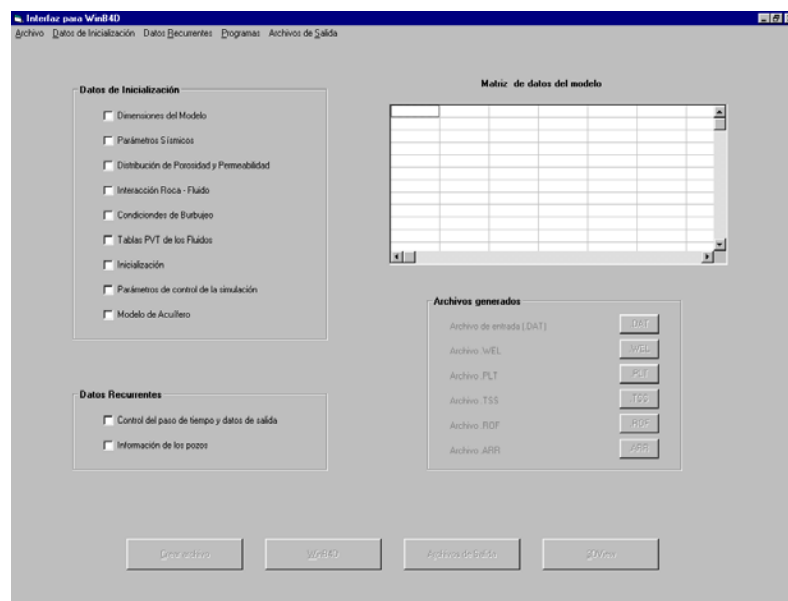 Interfaz para WinB4D
Archivo Datos de Inicialización Datos Recurrentes Programas Archivos de Salida
Datos de Inicialización
Dimensiones del Modelo
Parámetros Sísmicos
Distribución de Porosidad y Permeabilidad
Interacción Roca - Fluido
Condiciondes de Burbujeo
Tablas PVT de los Fluidos
Inicialización
Parámetros de control de la simulación
Modelo de Acuífero
Datos Recurrentes
Control del paso de tiempo y datos de salida
Información de los pozos
Matriz de datos del modelo
Archivos generados
Archivo de entrada (.DAT) .DAT
Archivo .WEL .WEL
Archivo .PLT .PLT
Archivo .TSS .TSS
Archivo .ROF .ROF
Archivo .ARR .ARR
Crear archivo WinB4D Archivos de Salida